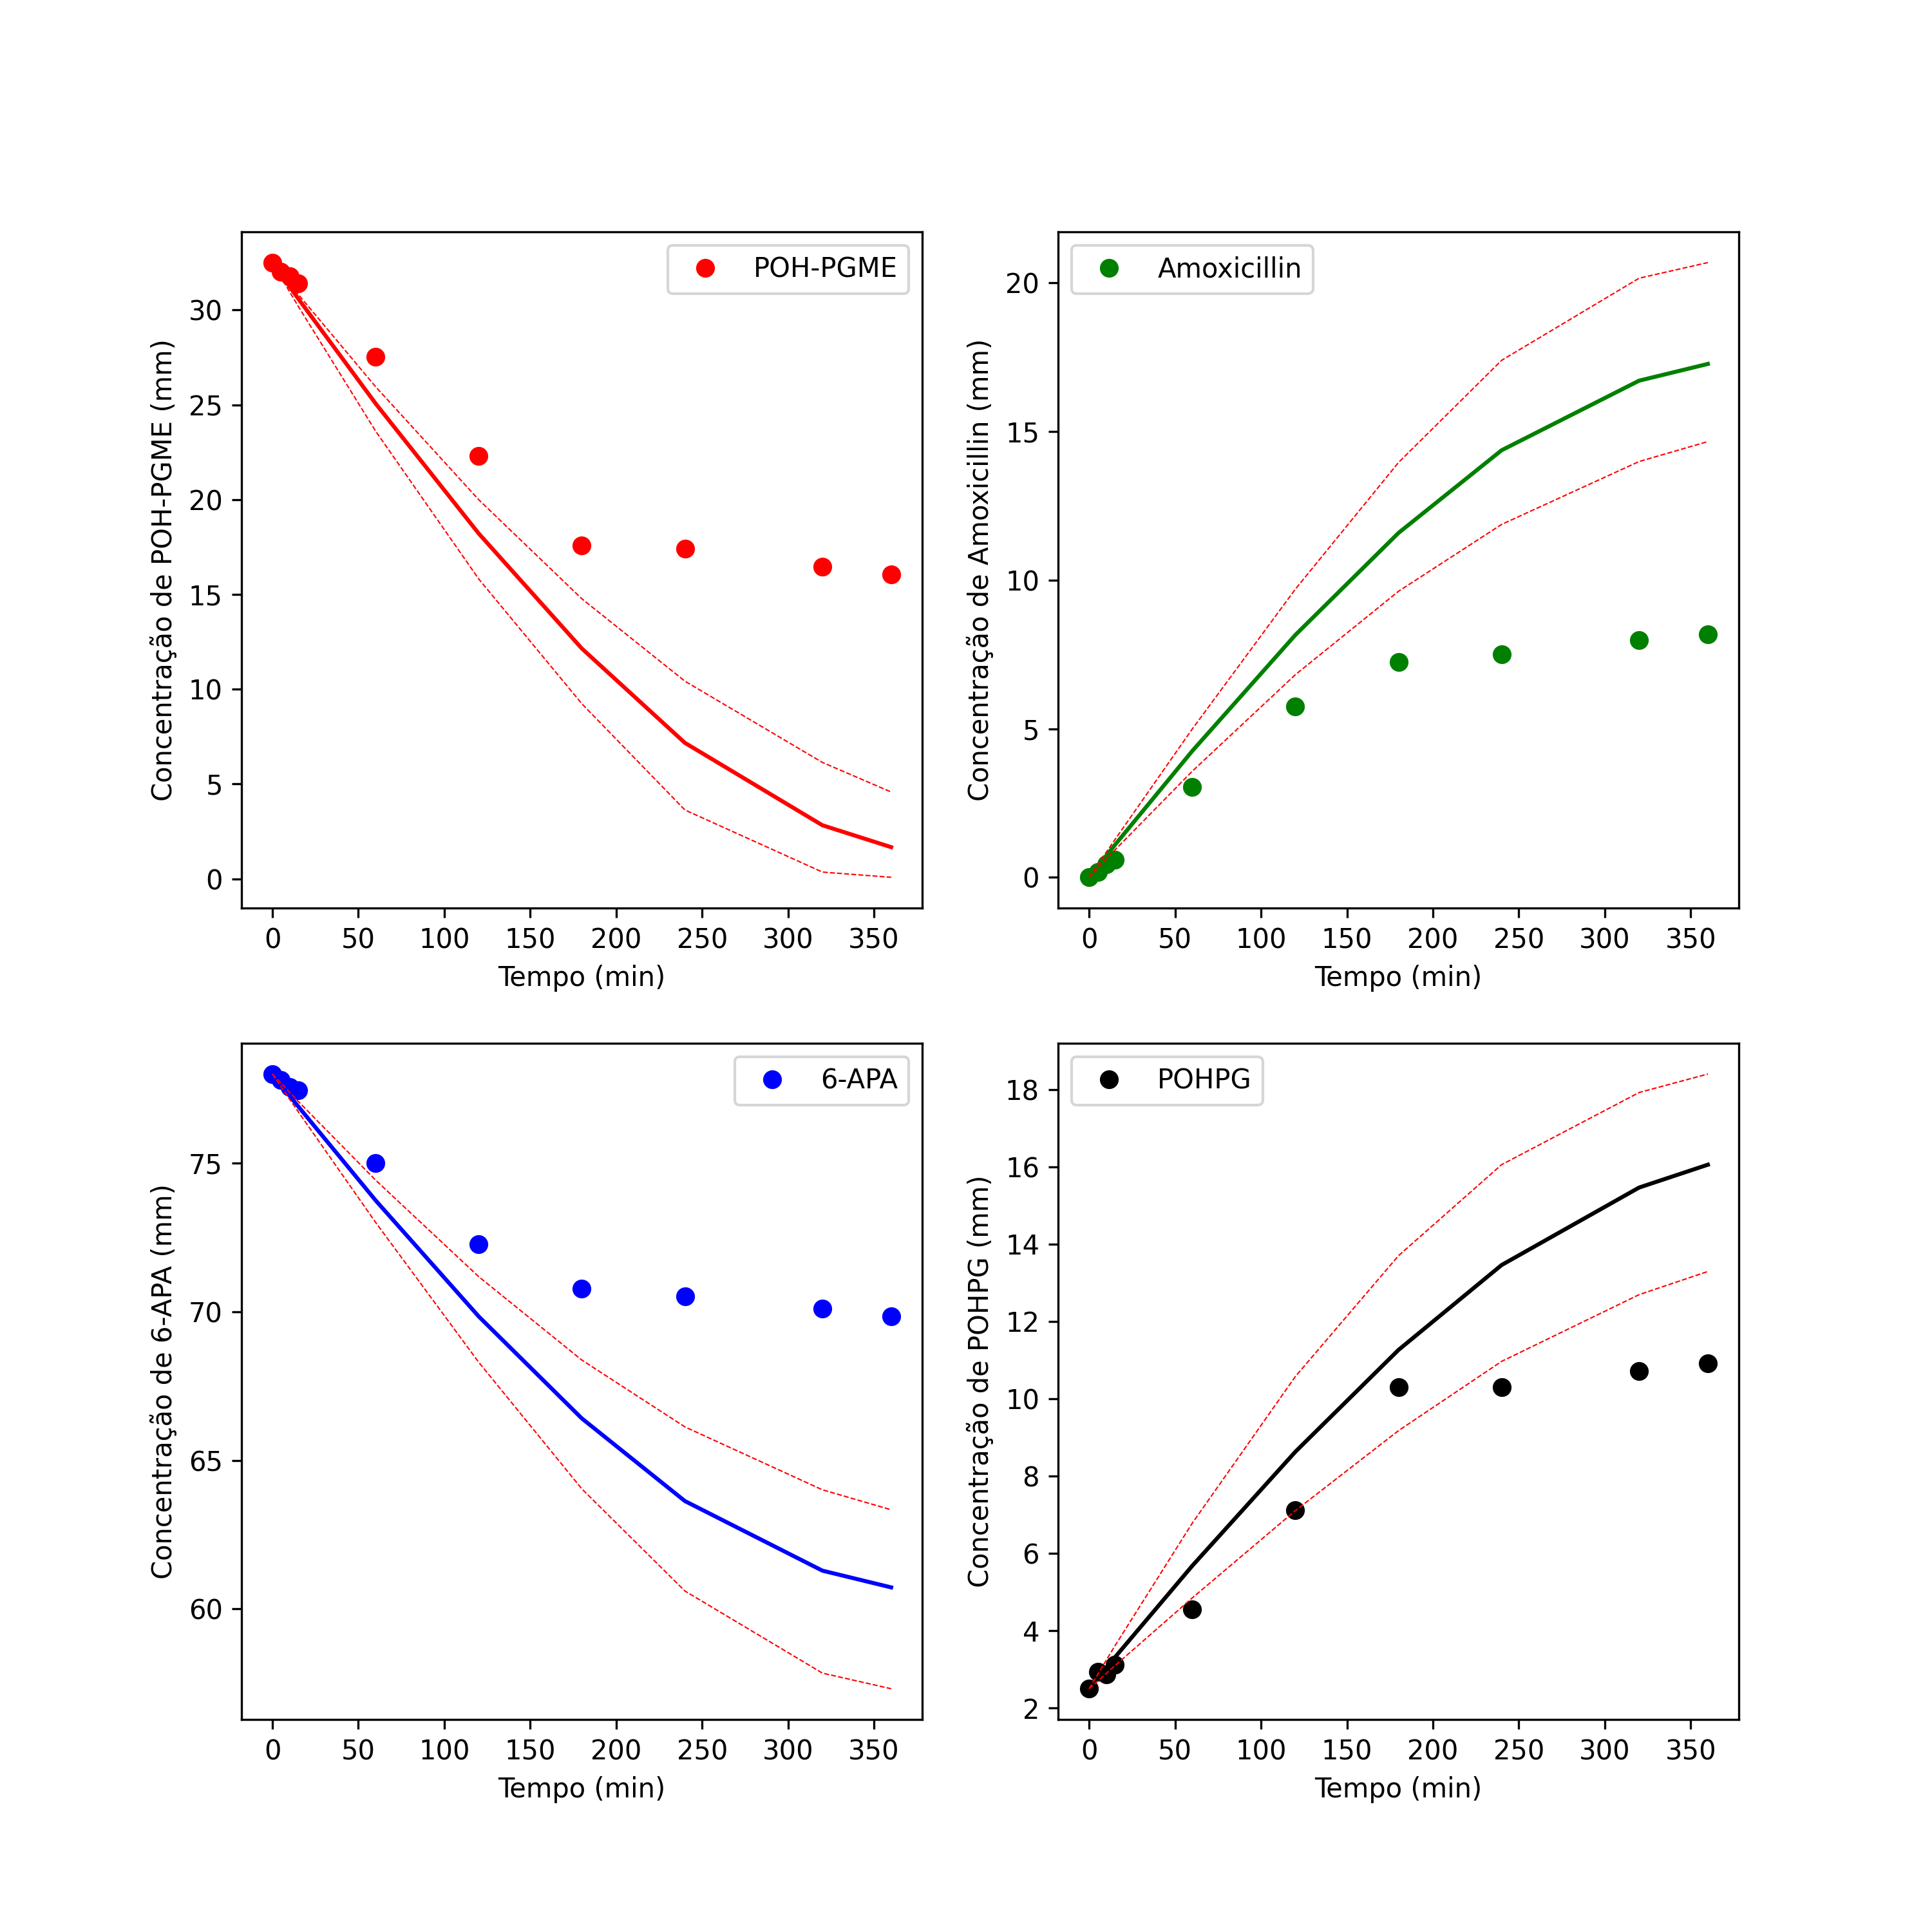 POH-PGME
Concentração de POH-PGME (mm)
30
25
20
15
10
5
0
0 50 100 150 200 250 300 350
Tempo (min)
Amoxicillin
Concentração de Amoxicillin (mm)
20
15
10
5
0
0 50 100 150 200 250 300 350
Tempo (min)
6-APA
Concentração de 6-APA (mm)
75
70
65
60
0 50 100 150 200 250 300 350
Tempo (min)
POHPG
Concentração de POHPG (mm)
18
16
14
12
10
8
6
4
2
0 50 100 150 200 250 300 350
Tempo (min)